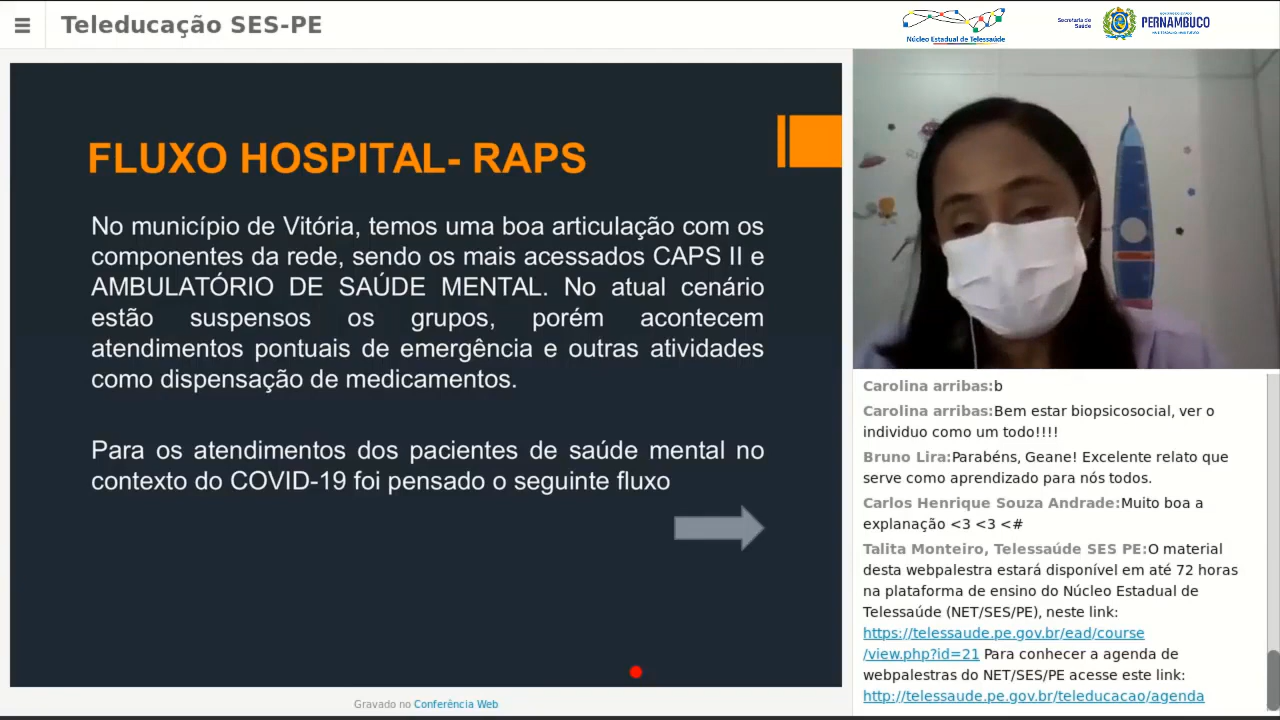 Teleducação SES-PE
Núcleo Estadual de Telessaúde
Secretaria de
Saúde
PERNAMBUCO
FLUXO HOSPITAL- RAPS
No município de Vitória, temos uma boa articulação com os
componentes da rede, sendo os mais acessados CAPS II e
AMBULATÓRIO DE SAÚDE MENTAL. No atual cenário
estão suspensos os grupos, porém acontecem
atendimentos pontuais de emergência e outras atividades
como dispensação de medicamentos.
Para os atendimentos dos pacientes de saúde mental no
contexto do COVID-19 foi pensado o seguinte fluxo
Gravado no Conferência Web
Carolina arribas:b
Carolina arribas:Bem estar biopsicosocial, ver o
individuo como um todo!!!!
Bruno Lira:Parabéns, Geane! Excelente relato que
serve como aprendizado para nós todos.
Carlos Henrique Souza Andrade:Muito boa a
explanação <3 <3 <#
Talita Monteiro, Telessaúde SES PE:O material
desta webpalestra estará disponível em até 72 horas
na plataforma de ensino do Núcleo Estadual de
Telessaúde (NET/SES/PE), neste link:
https://telessaude.pe.gov.br/ead/course
/view.php?id=21 Para conhecer a agenda de
webpalestras do NET/SES/PE acesse este link:
http://telessaude.pe.gov.br/teleducacao/agenda